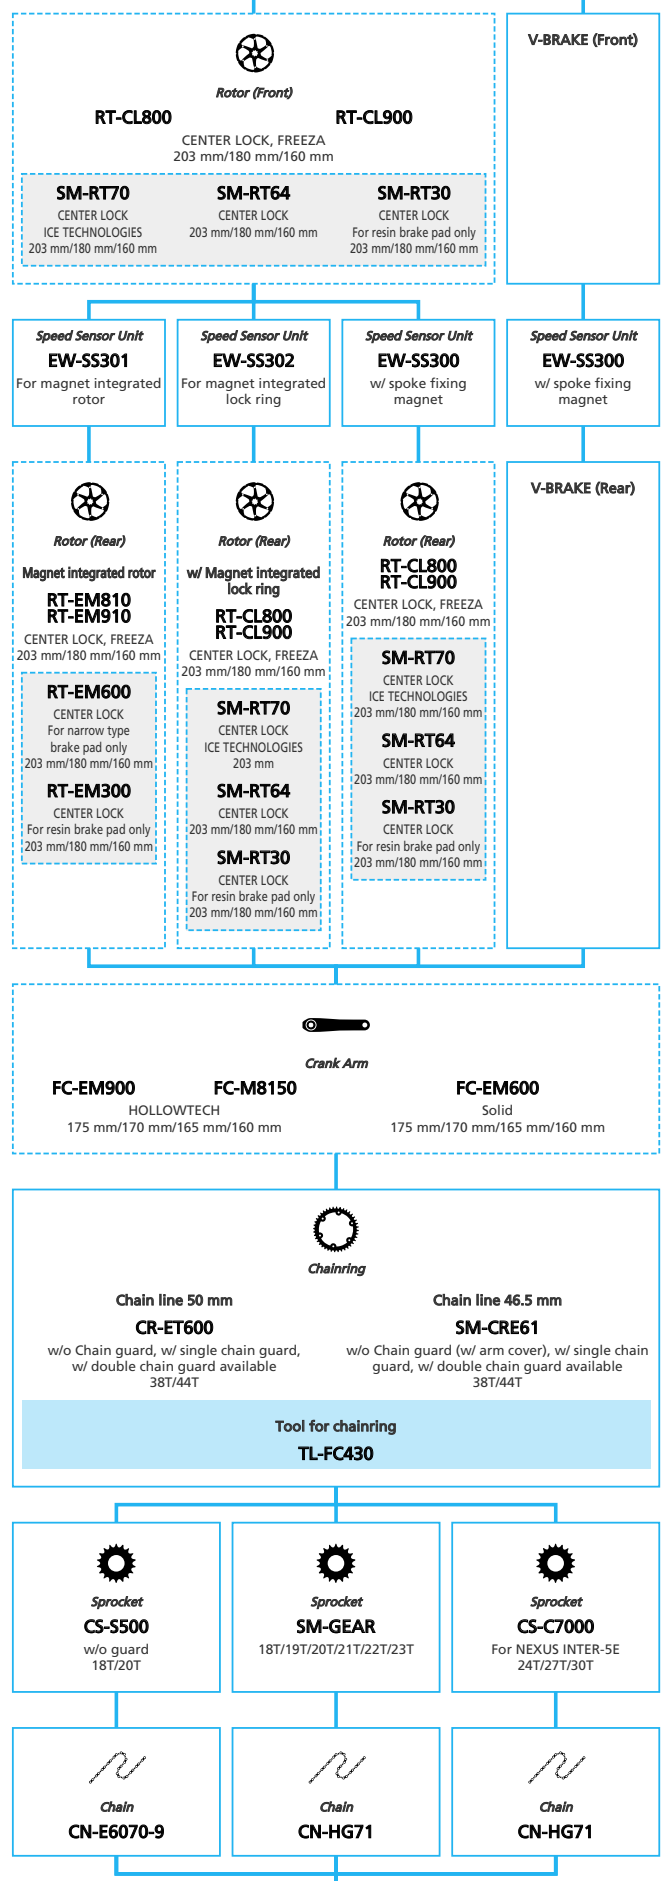 Rotor (Front)
RT-CL800
RT-CL900
CENTER LOCK, FREEZA
203 mm/180 mm/160 mm
SM-RT70
CENTER LOCK
ICE TECHNOLOGIES
203 mm/180 mm/160 mm
SM-RT64
CENTER LOCK
203 mm/180 mm/160 mm
SM-RT30
CENTER LOCK
For resin brake pad only
203 mm/180 mm/160 mm
V-BRAKE (Front)
Speed Sensor Unit
EW-SS301
For magnet integrated
rotor
Speed Sensor Unit
EW-SS302
For magnet integrated
lock ring
Speed Sensor Unit
EW-SS300
w/ spoke fixing
magnet
Speed Sensor Unit
EW-SS300
w/ spoke fixing
magnet
Rotor (Rear)
Magnet integrated rotor
RT-EM810
RT-EM910
CENTER LOCK, FREEZA
203 mm/180 mm/160 mm
RT-EM600
CENTER LOCK
For narrow type
brake pad only
203 mm/180 mm/160 mm
RT-EM300
CENTER LOCK
For resin brake pad only
203 mm/180 mm/160 mm
Rotor (Rear)
w/ Magnet integrated
lock ring
RT-CL800
RT-CL900
CENTER LOCK, FREEZA
203 mm/180 mm/160 mm
SM-RT70
CENTER LOCK
ICE TECHNOLOGIES
203 mm
SM-RT64
CENTER LOCK
203 mm/180 mm/160 mm
SM-RT30
CENTER LOCK
For resin brake pad only
203 mm/180 mm/160 mm
Rotor (Rear)
RT-CL800
RT-CL900
CENTER LOCK, FREEZA
203 mm/180 mm/160 mm
SM-RT70
CENTER LOCK
ICE TECHNOLOGIES
203 mm/180 mm/160 mm
SM-RT64
CENTER LOCK
203 mm/180 mm/160 mm
SM-RT30
CENTER LOCK
For resin brake pad only
203 mm/180 mm/160 mm
V-BRAKE (Rear)
Crank Arm
FC-EM900
FC-M8150
HOLLOWTECH
175 mm/170 mm/165 mm/160 mm
FC-EM600
Solid
175 mm/170 mm/165 mm/160 mm
Chainring
Chain line 50 mm
CR-ET600
w/o Chain guard, w/ single chain guard,
w/ double chain guard available
38T/44T
Chain line 46.5 mm
SM-CRE61
w/o Chain guard (w/ arm cover), w/ single chain
guard, w/ double chain guard available
38T/44T
Tool for chainring
TL-FC430
Sprocket
CS-S500
w/o guard
18T/20T
Sprocket
SM-GEAR
18T/19T/20T/21T/22T/23T
Sprocket
CS-C7000
For NEXUS INTER-5E
24T/27T/30T
Chain
CN-E6070-9
Chain
CN-HG71
Chain
CN-HG71